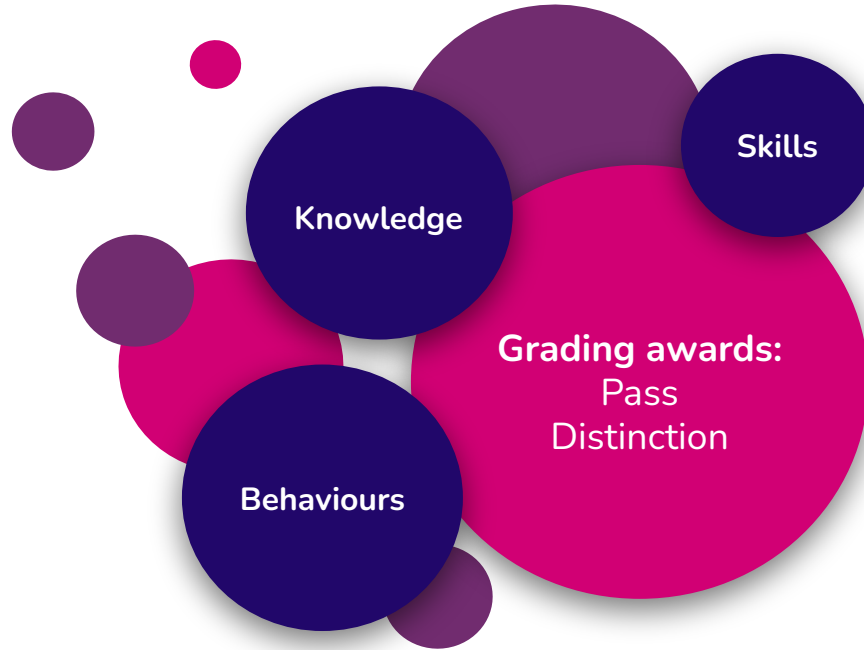 Skills
Knowledge
Grading awards:
Pass
Distinction
Behaviours